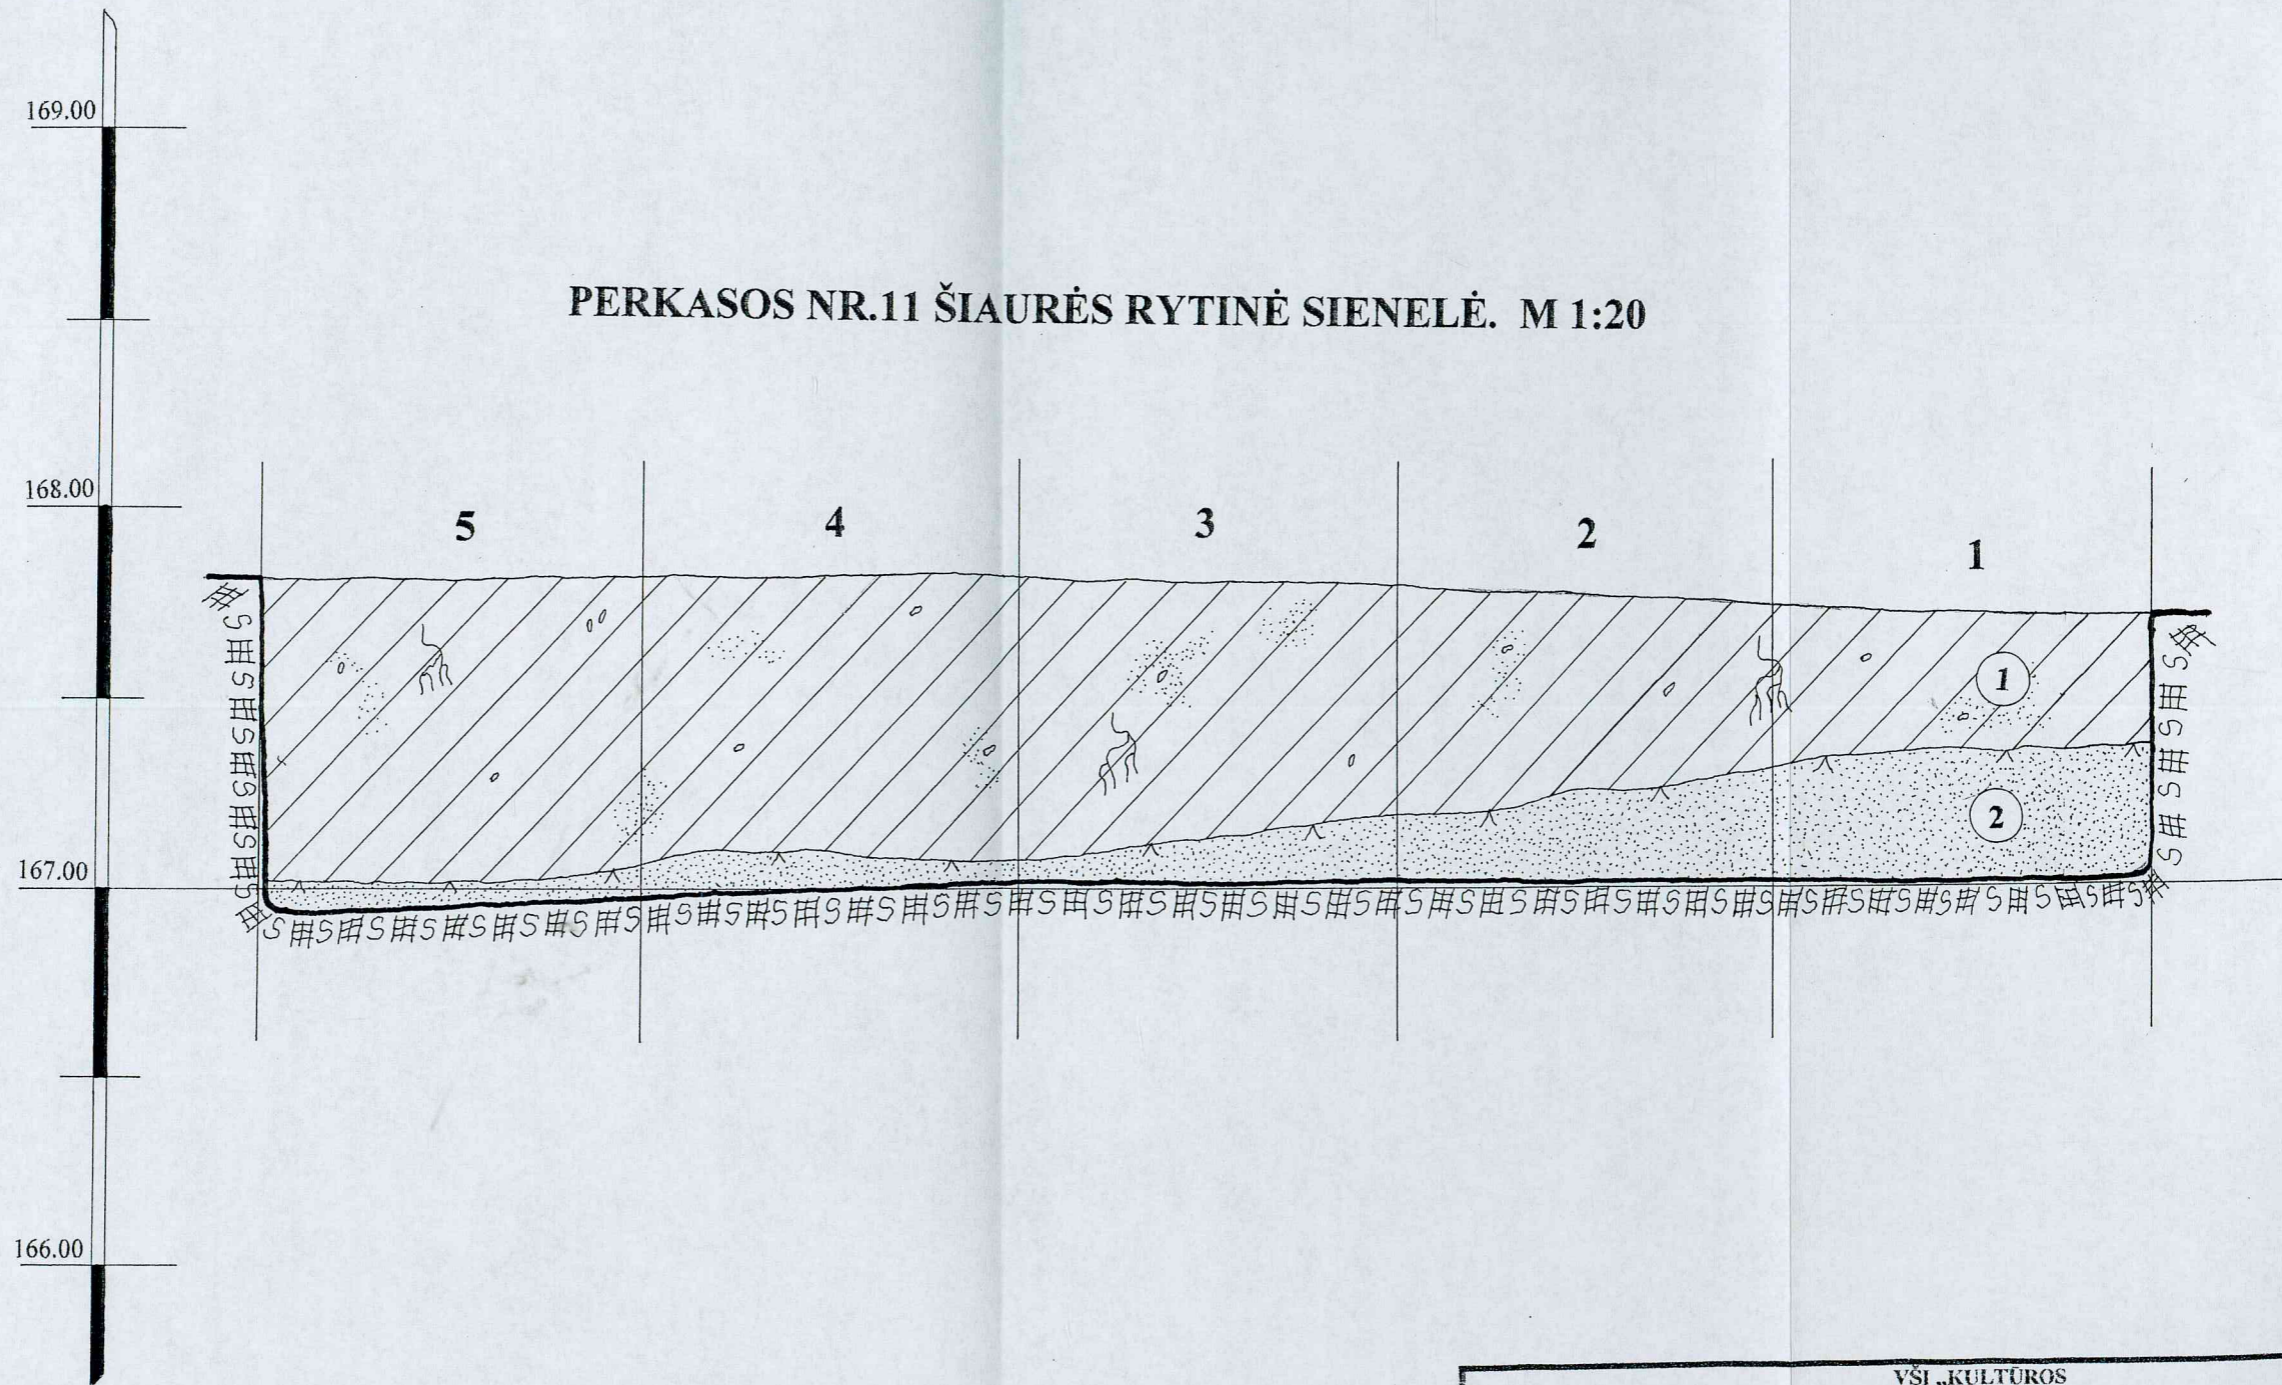 169.00
PERKASOS NR.11 ŠIAURĖS RYTINĖ SIENELĖ. M 1:20
168.00
5 4 3 2 1
1
2
167.00
166.00
VŠĮ „KULTŪROS